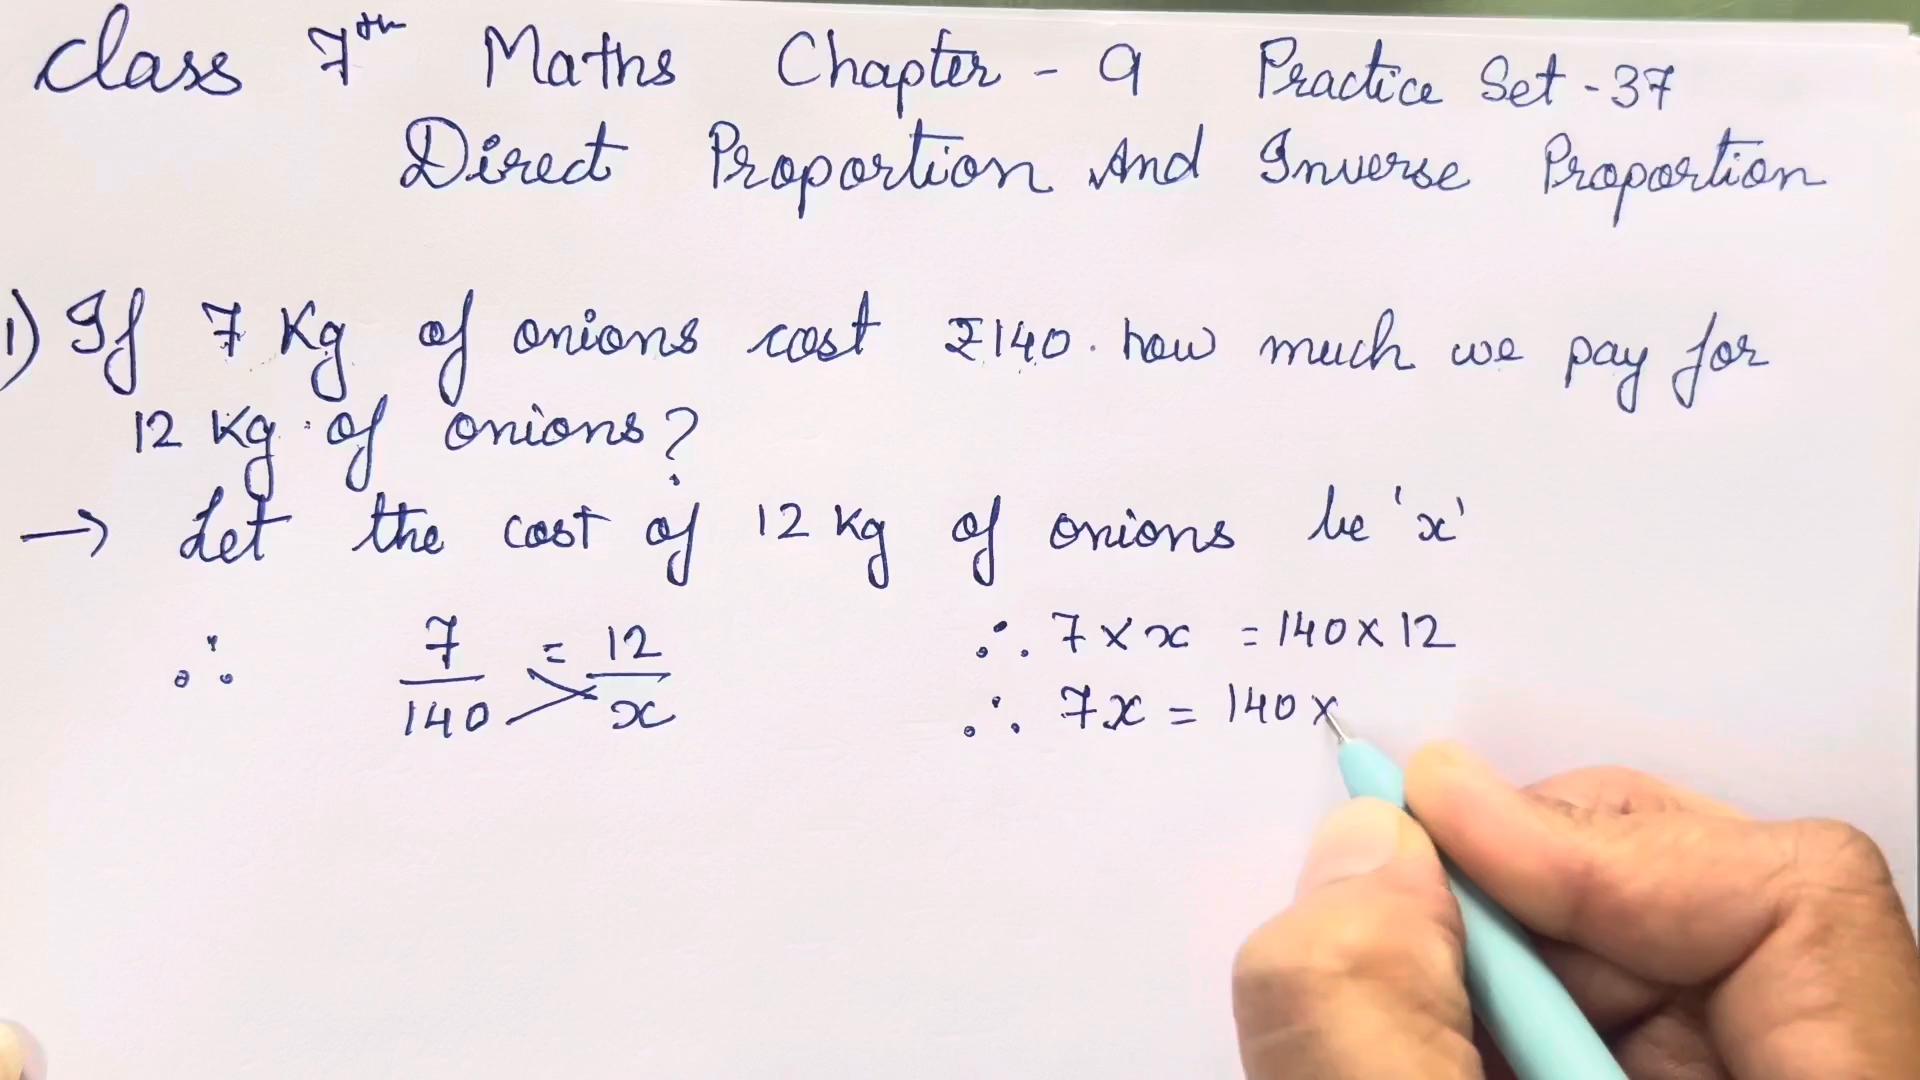 Class 7th Maths Chapter - 9 Practice Set - 37
Direct Proportion And Inverse Proportion
1) If 7 Kg of onions cost ₹140. how much we pay for
12 Kg. of onions?
→ Let the cost of 12 kg of onions be 'x'
∴ 7/140 = 12/x
∴ 7 × x = 140 × 12
∴ 7x = 140 ×